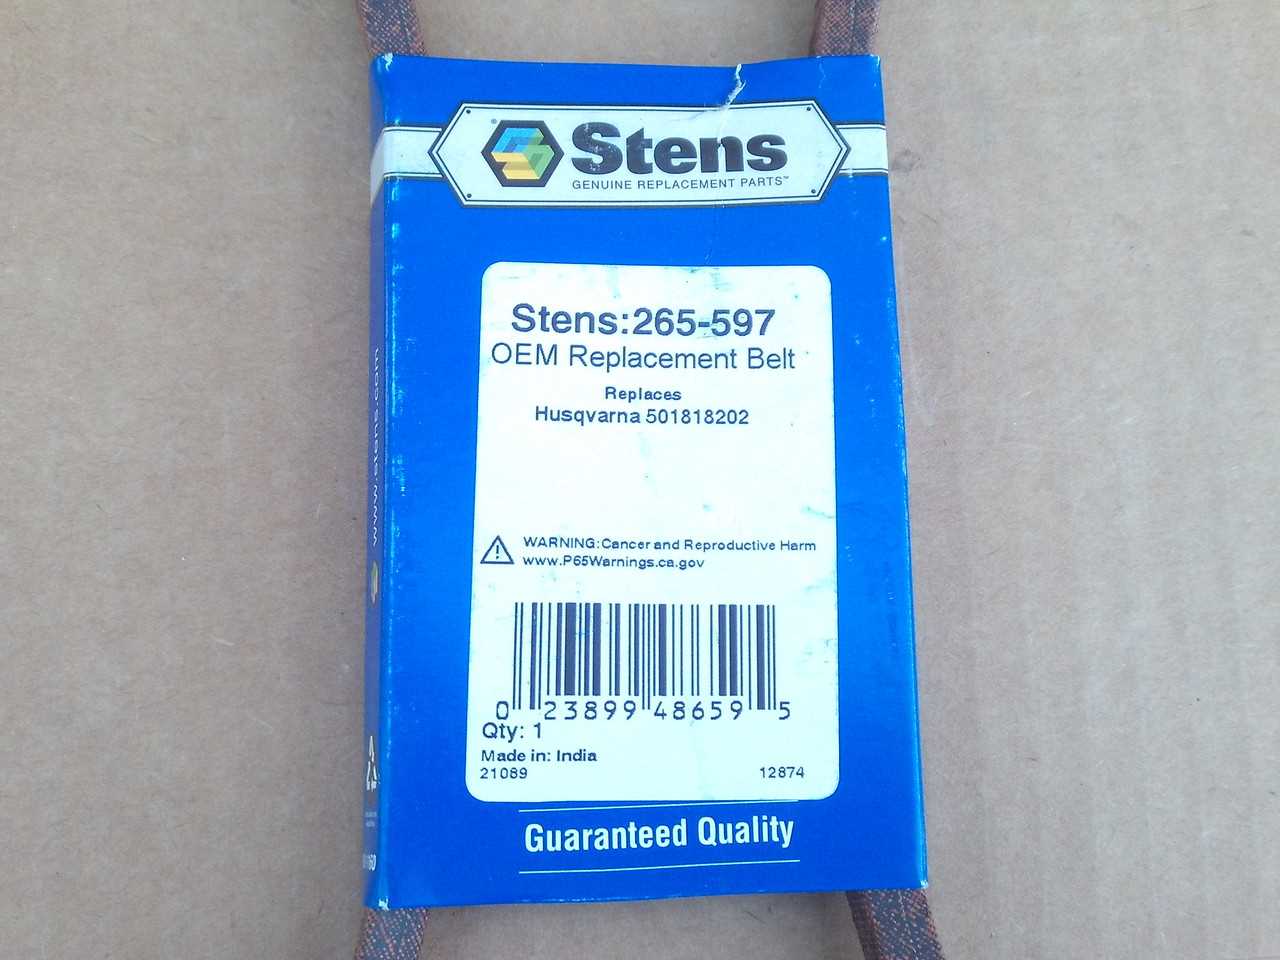 ®
Stens
GENUINE REPLACEMENT PARTS™
www.stens.com
Stens:265-597
OEM Replacement Belt
Replaces
Husqvarna 501818202
WARNING:Cancer and Reproductive Harm
www.P65Warnings.ca.gov
0 23899 48659 5
Qty: 1
Made in: India
21089 12874
Guaranteed Quality